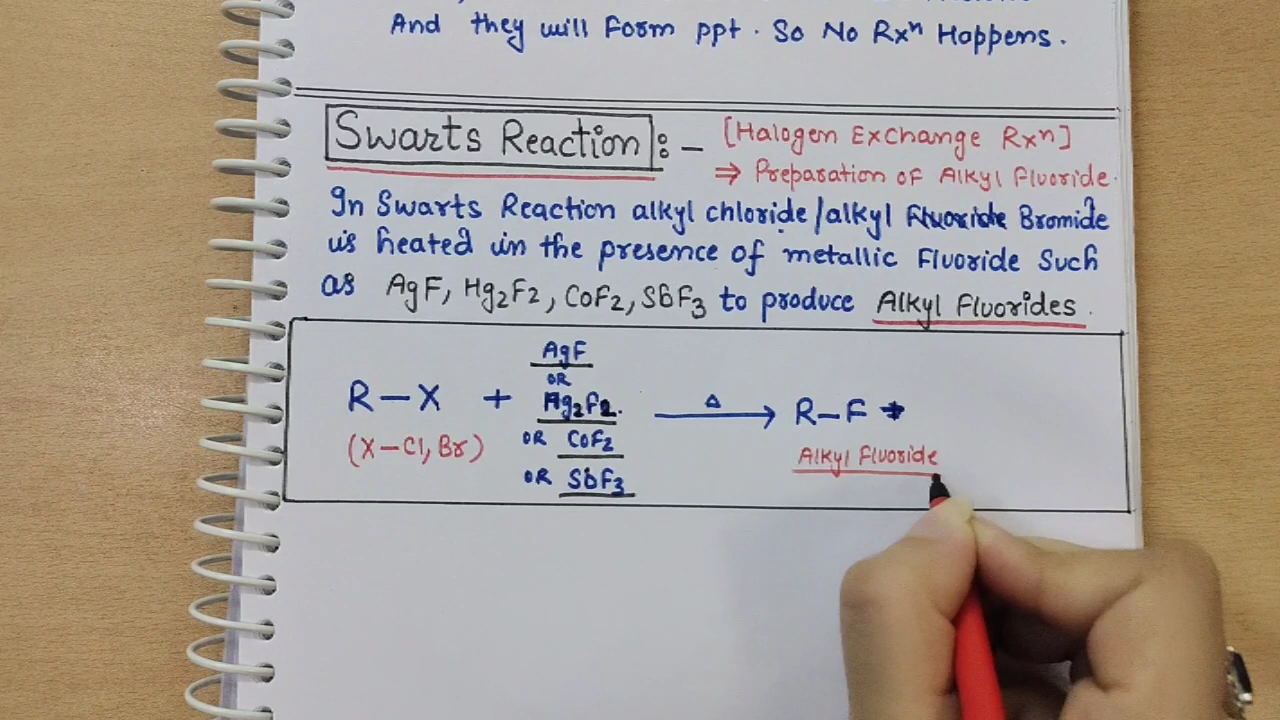 And they will Form ppt. So No Rxⁿ Happens.
Swarts Reaction :- [Halogen Exchange Rxⁿ]
⇒ Preparation of Alkyl Fluoride.
In Swarts Reaction alkyl chloride/alkyl Fluoride Bromide
is heated in the presence of metallic Fluoride Such
as AgF, Hg₂F₂, CoF₂, SbF₃ to produce Alkyl Fluorides.
AgF
OR
R-X + Hg₂F₂. Δ → R-F
(X-Cl, Br) OR CoF₂ Alkyl Fluoride
OR SbF₃